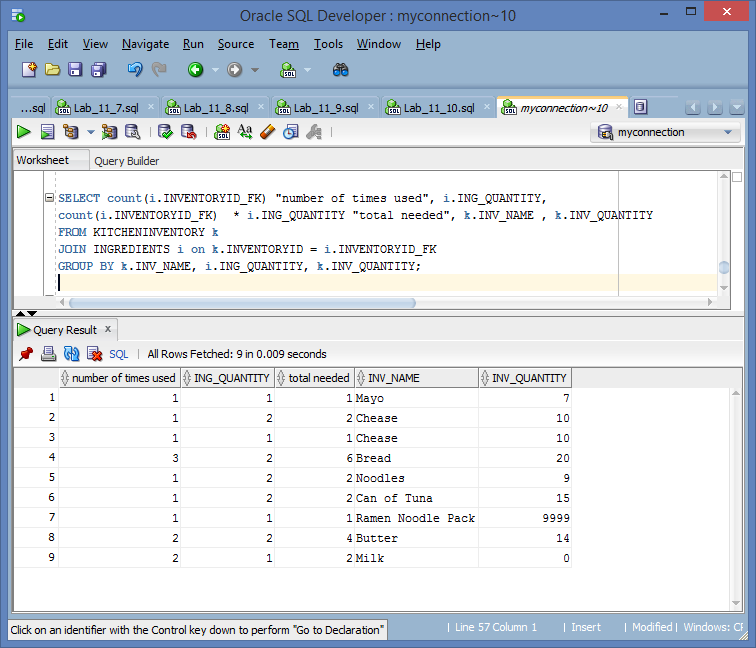 Oracle SQL Developer : myconnection~10
File Edit View Navigate Run Source Team Tools Window Help
...sql Lab_11_7.sql Lab_11_8.sql Lab_11_9.sql Lab_11_10.sql myconnection~10
myconnection
Worksheet Query Builder
SELECT count(i.INVENTORYID_FK) "number of times used", i.ING_QUANTITY,
count(i.INVENTORYID_FK)  * i.ING_QUANTITY "total needed", k.INV_NAME , k.INV_QUANTITY
FROM KITCHENINVENTORY k
JOIN INGREDIENTS i on k.INVENTORYID = i.INVENTORYID_FK
GROUP BY k.INV_NAME, i.ING_QUANTITY, k.INV_QUANTITY;
Query Result x
SQL | All Rows Fetched: 9 in 0.009 seconds
number of times used ING_QUANTITY total needed INV_NAME INV_QUANTITY
1 1 1 1 Mayo 7
2 1 2 2 Chease 10
3 1 1 1 Chease 10
4 3 2 6 Bread 20
5 1 2 2 Noodles 9
6 1 2 2 Can of Tuna 15
7 1 1 1 Ramen Noodle Pack 9999
8 2 2 4 Butter 14
9 2 1 2 Milk 0
Click on an identifier with the Control key down to perform "Go to Declaration" | Line 57 Column 1 | Insert | Modified | Windows: CF